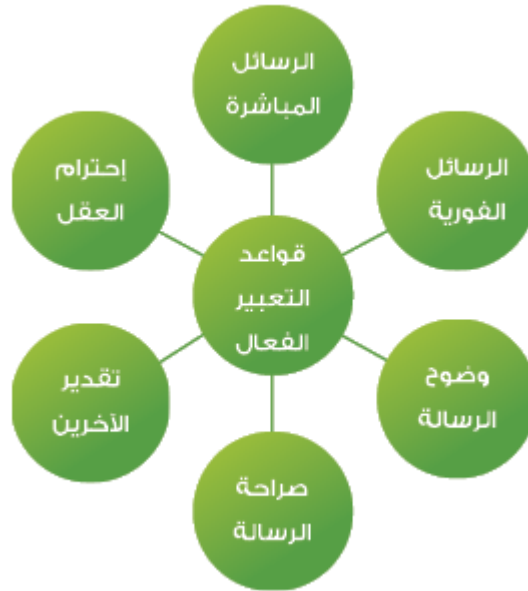 الرسائل
المباشرة
الرسائل
الفورية
إحترام
العقل
قواعد
التعبير
الفعال
وضوح
الرسالة
تقدير
الآخرين
صراحة
الرسالة